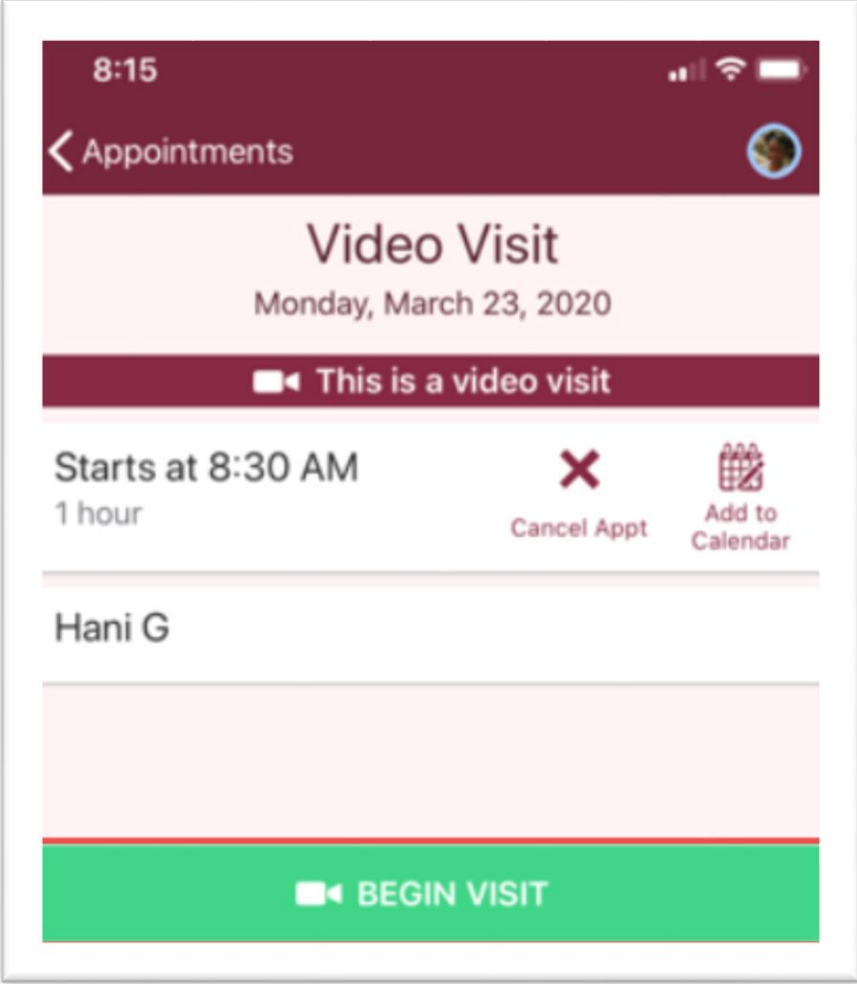 8:15
Appointments
Video Visit
Monday, March 23, 2020
This is a video visit
Starts at 8:30 AM
1 hour
Cancel Appt
Add to
Calendar
Hani G
BEGIN VISIT